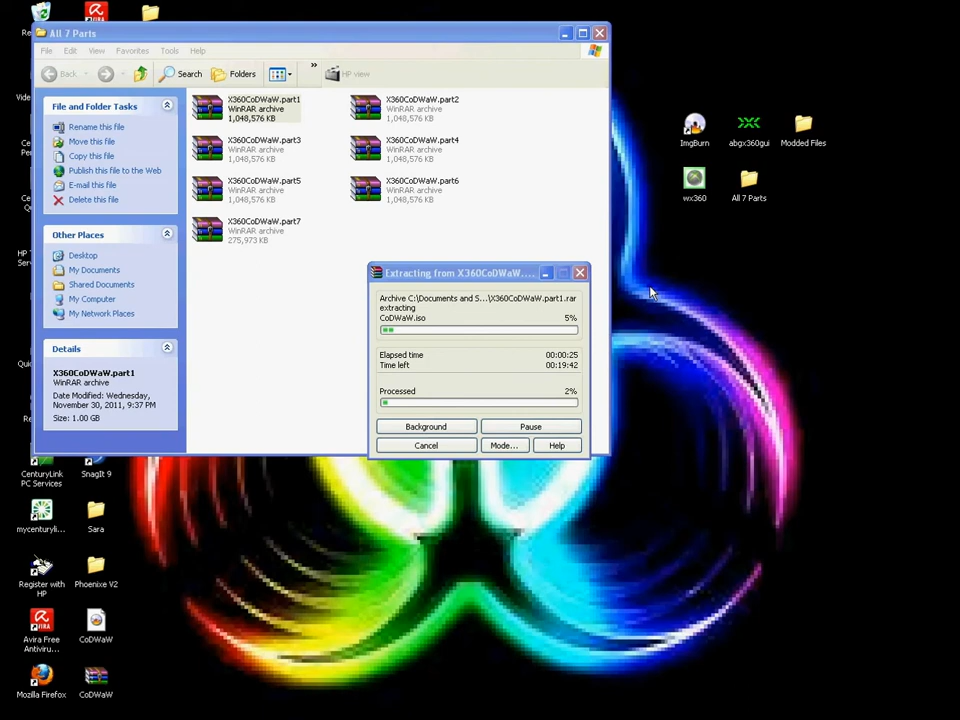 All 7 Parts
File Edit View Favorites Tools Help
Back Search Folders HP view
File and Folder Tasks
Rename this file
Move this file
Copy this file
Publish this file to the Web
E-mail this file
Delete this file
Other Places
Desktop
My Documents
Shared Documents
My Computer
My Network Places
Details
X360CoDWaW.part1
WinRAR archive
Date Modified: Wednesday,
November 30, 2011, 9:37 PM
Size: 1.00 GB
X360CoDWaW.part1
WinRAR archive
1,048,576 KB
X360CoDWaW.part2
WinRAR archive
1,048,576 KB
X360CoDWaW.part3
WinRAR archive
1,048,576 KB
X360CoDWaW.part4
WinRAR archive
1,048,576 KB
X360CoDWaW.part5
WinRAR archive
1,048,576 KB
X360CoDWaW.part6
WinRAR archive
1,048,576 KB
X360CoDWaW.part7
WinRAR archive
275,973 KB
Extracting from X360CoDWaW....
Archive C:\Documents and S...\X360CoDWaW.part1.rar
extracting
CoDWaW.iso 5%
Elapsed time 00:00:25
Time left 00:19:42
Processed 2%
Background Pause
Cancel Mode... Help
ImgBurn
abgx360gui
Modded Files
wx360
All 7 Parts
CenturyLink
PC Services
SnagIt 9
mycenturyli...
Sara
Register with
HP
Phoenixe V2
Avira Free
Antiviru...
CoDWaW
Mozilla Firefox
CoDWaW